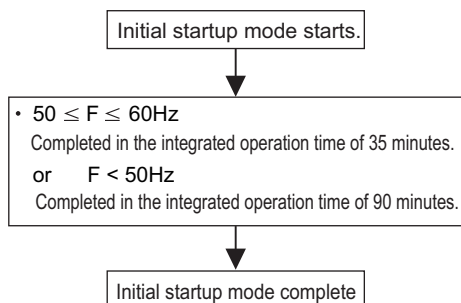 Initial startup mode starts.
· 50 ≤ F ≤ 60Hz
Completed in the integrated operation time of 35 minutes.
or F < 50Hz
Completed in the integrated operation time of 90 minutes.
Initial startup mode complete